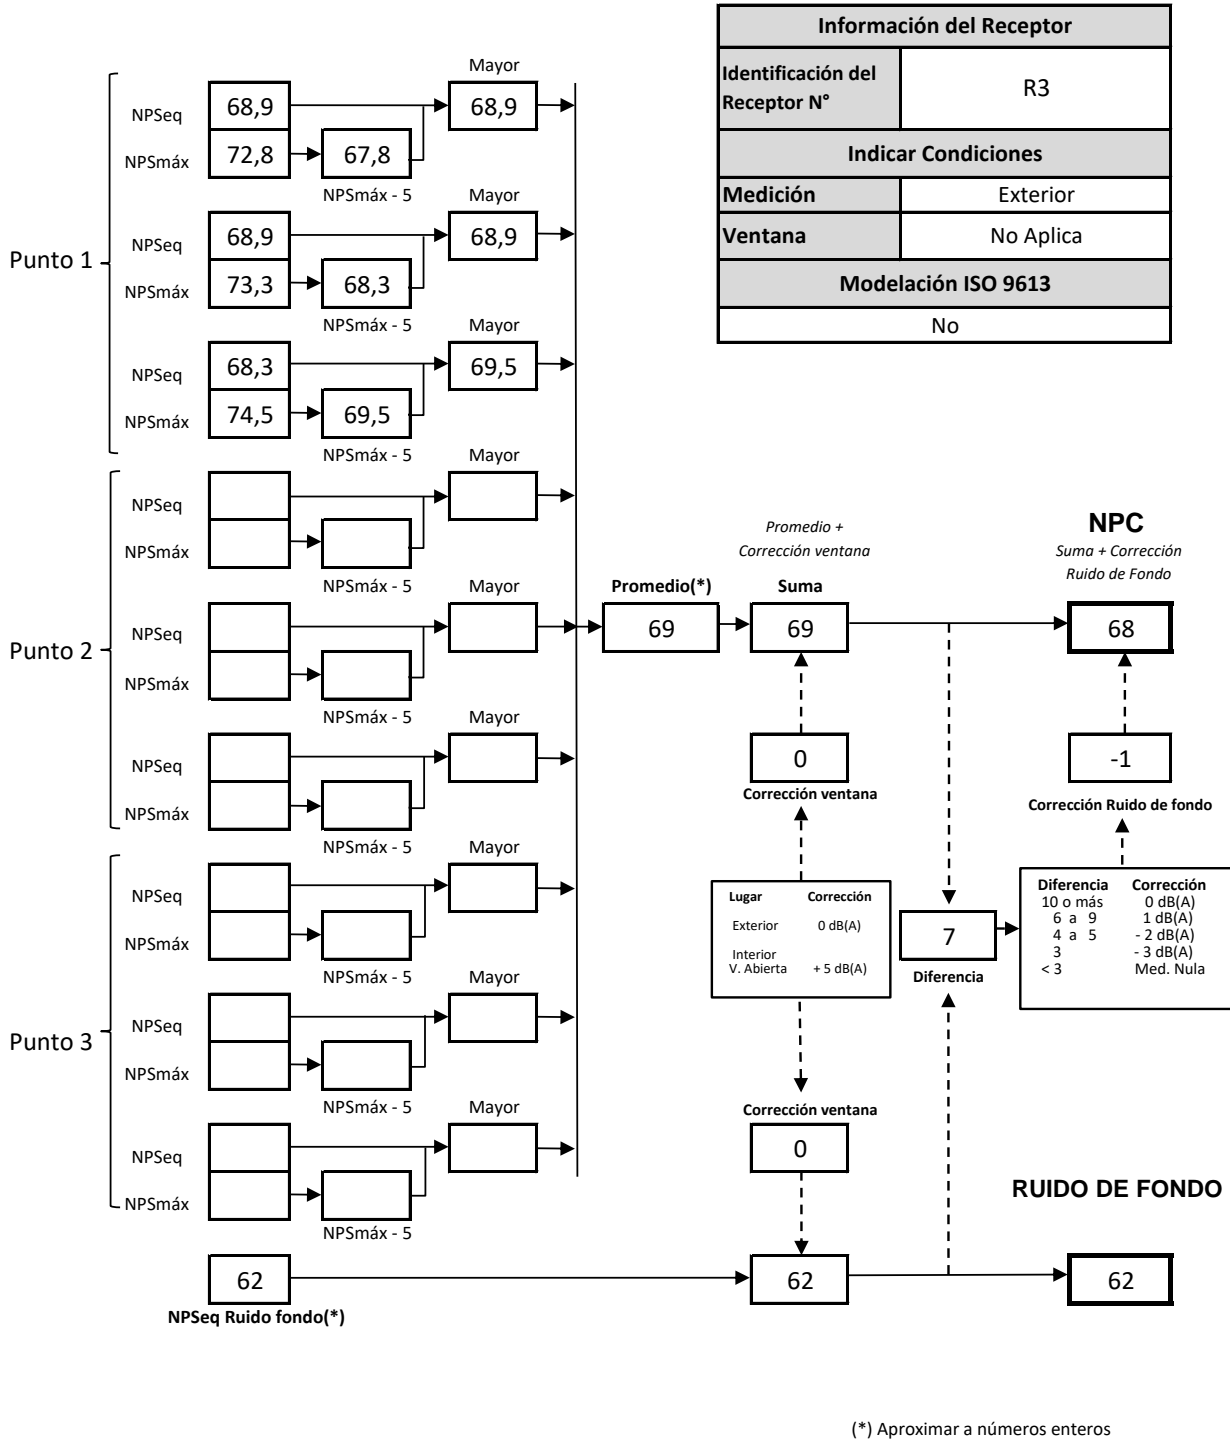 Información del Receptor
Identificación del
Receptor N°
R3
Indicar Condiciones
Medición
Exterior
Ventana
No Aplica
Modelación ISO 9613
No
Punto 1
Mayor
NPSeq
68,9
68,9
NPSmáx
72,8
67,8
NPSmáx - 5
Mayor
NPSeq
68,9
68,9
NPSmáx
73,3
68,3
NPSmáx - 5
Mayor
NPSeq
68,3
69,5
NPSmáx
74,5
69,5
NPSmáx - 5
Punto 2
Mayor
NPSeq
NPSmáx
NPSmáx - 5
Mayor
NPSeq
NPSmáx
NPSmáx - 5
Mayor
NPSeq
NPSmáx
NPSmáx - 5
Punto 3
Mayor
NPSeq
NPSmáx
NPSmáx - 5
Mayor
NPSeq
NPSmáx
NPSmáx - 5
Mayor
NPSeq
NPSmáx
NPSmáx - 5
Promedio(*)
69
Promedio +
Corrección ventana
Suma
69
0
Corrección ventana
Lugar Corrección
Exterior 0 dB(A)
Interior
V. Abierta + 5 dB(A)
Corrección ventana
0
NPC
Suma + Corrección
Ruido de Fondo
68
-1
Corrección Ruido de fondo
Diferencia Corrección
10 o más 0 dB(A)
6 a 9 1 dB(A)
4 a 5 - 2 dB(A)
3 - 3 dB(A)
< 3 Med. Nula
7
Diferencia
RUIDO DE FONDO
62
62
62
NPSeq Ruido fondo(*)
(*) Aproximar a números enteros